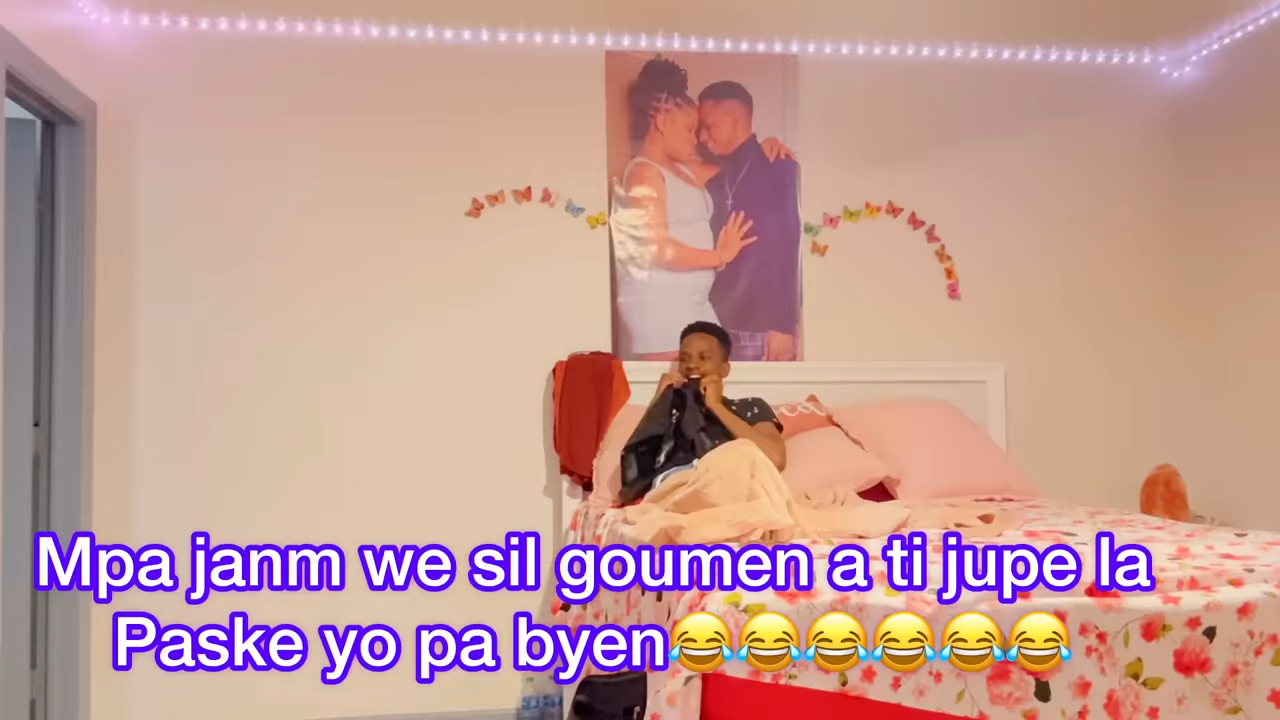 Mpa janm we sil goumen a ti jupe la
Paske yo pa byen😂😂😂😂😂😂